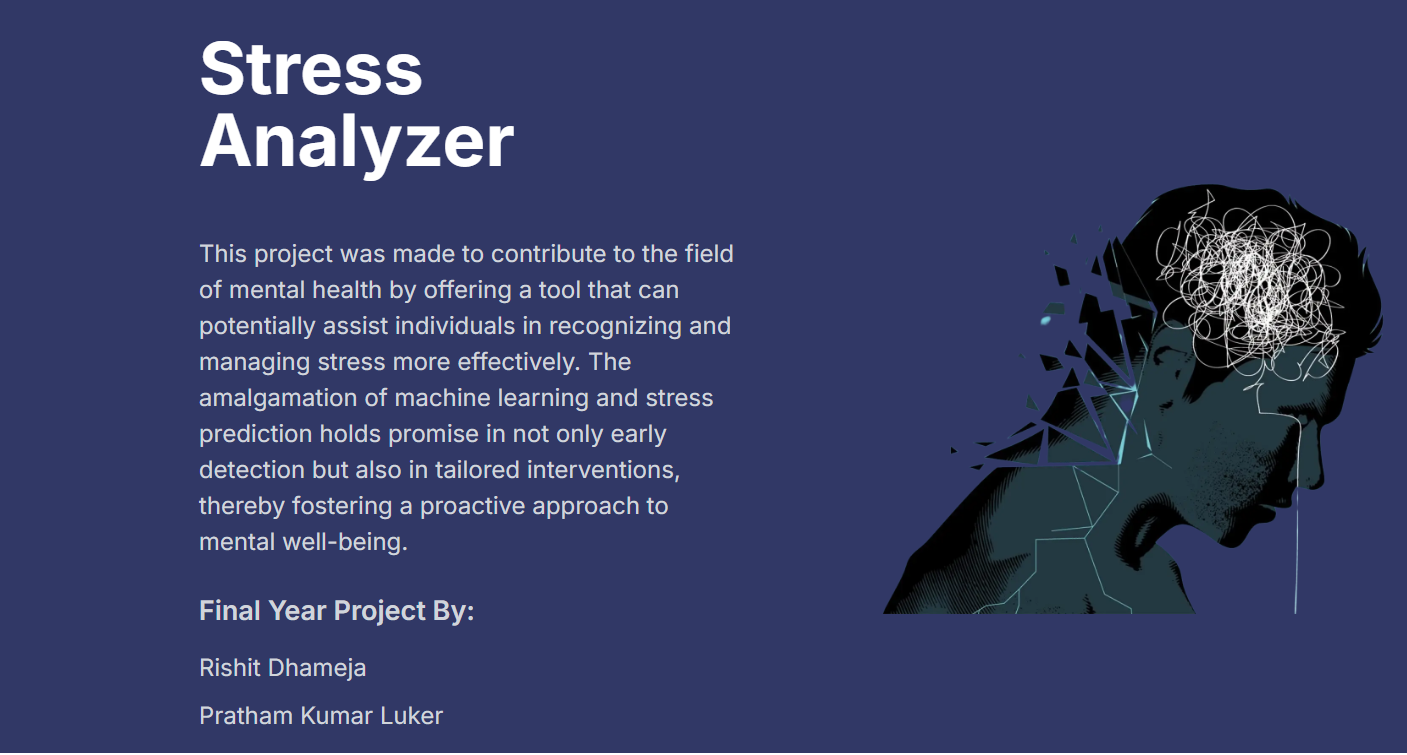 Stress
Analyzer
This project was made to contribute to the field
of mental health by offering a tool that can
potentially assist individuals in recognizing and
managing stress more effectively. The
amalgamation of machine learning and stress
prediction holds promise in not only early
detection but also in tailored interventions,
thereby fostering a proactive approach to
mental well-being.
Final Year Project By:
Rishit Dhameja
Pratham Kumar Luker